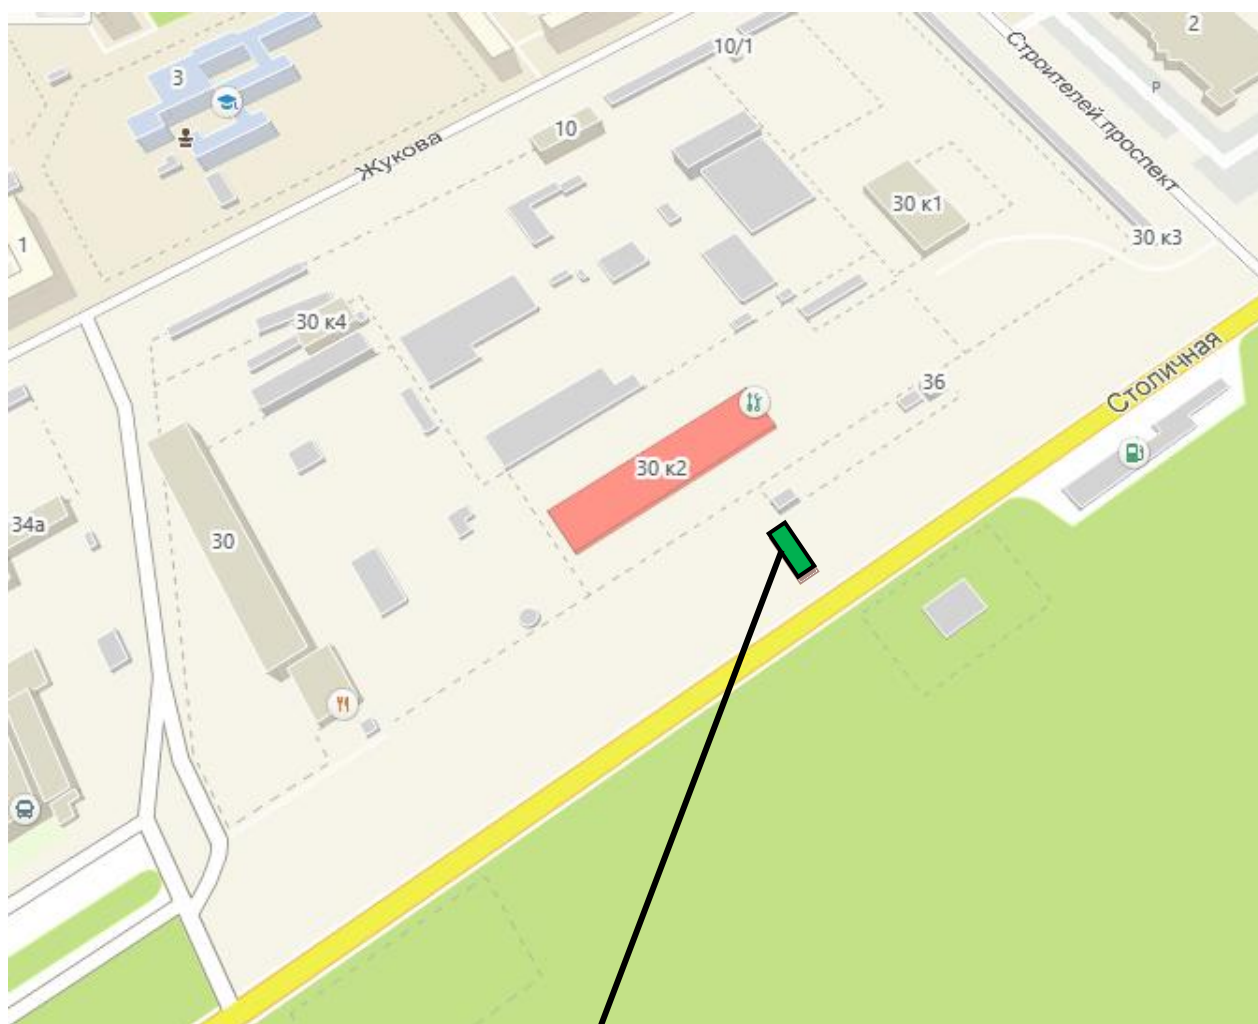 2
10/1
3
Строителей проспект
P
10
Жукова
30 к1
1
30 к3
30 к4
Столичная
36
30 к2
34а
30